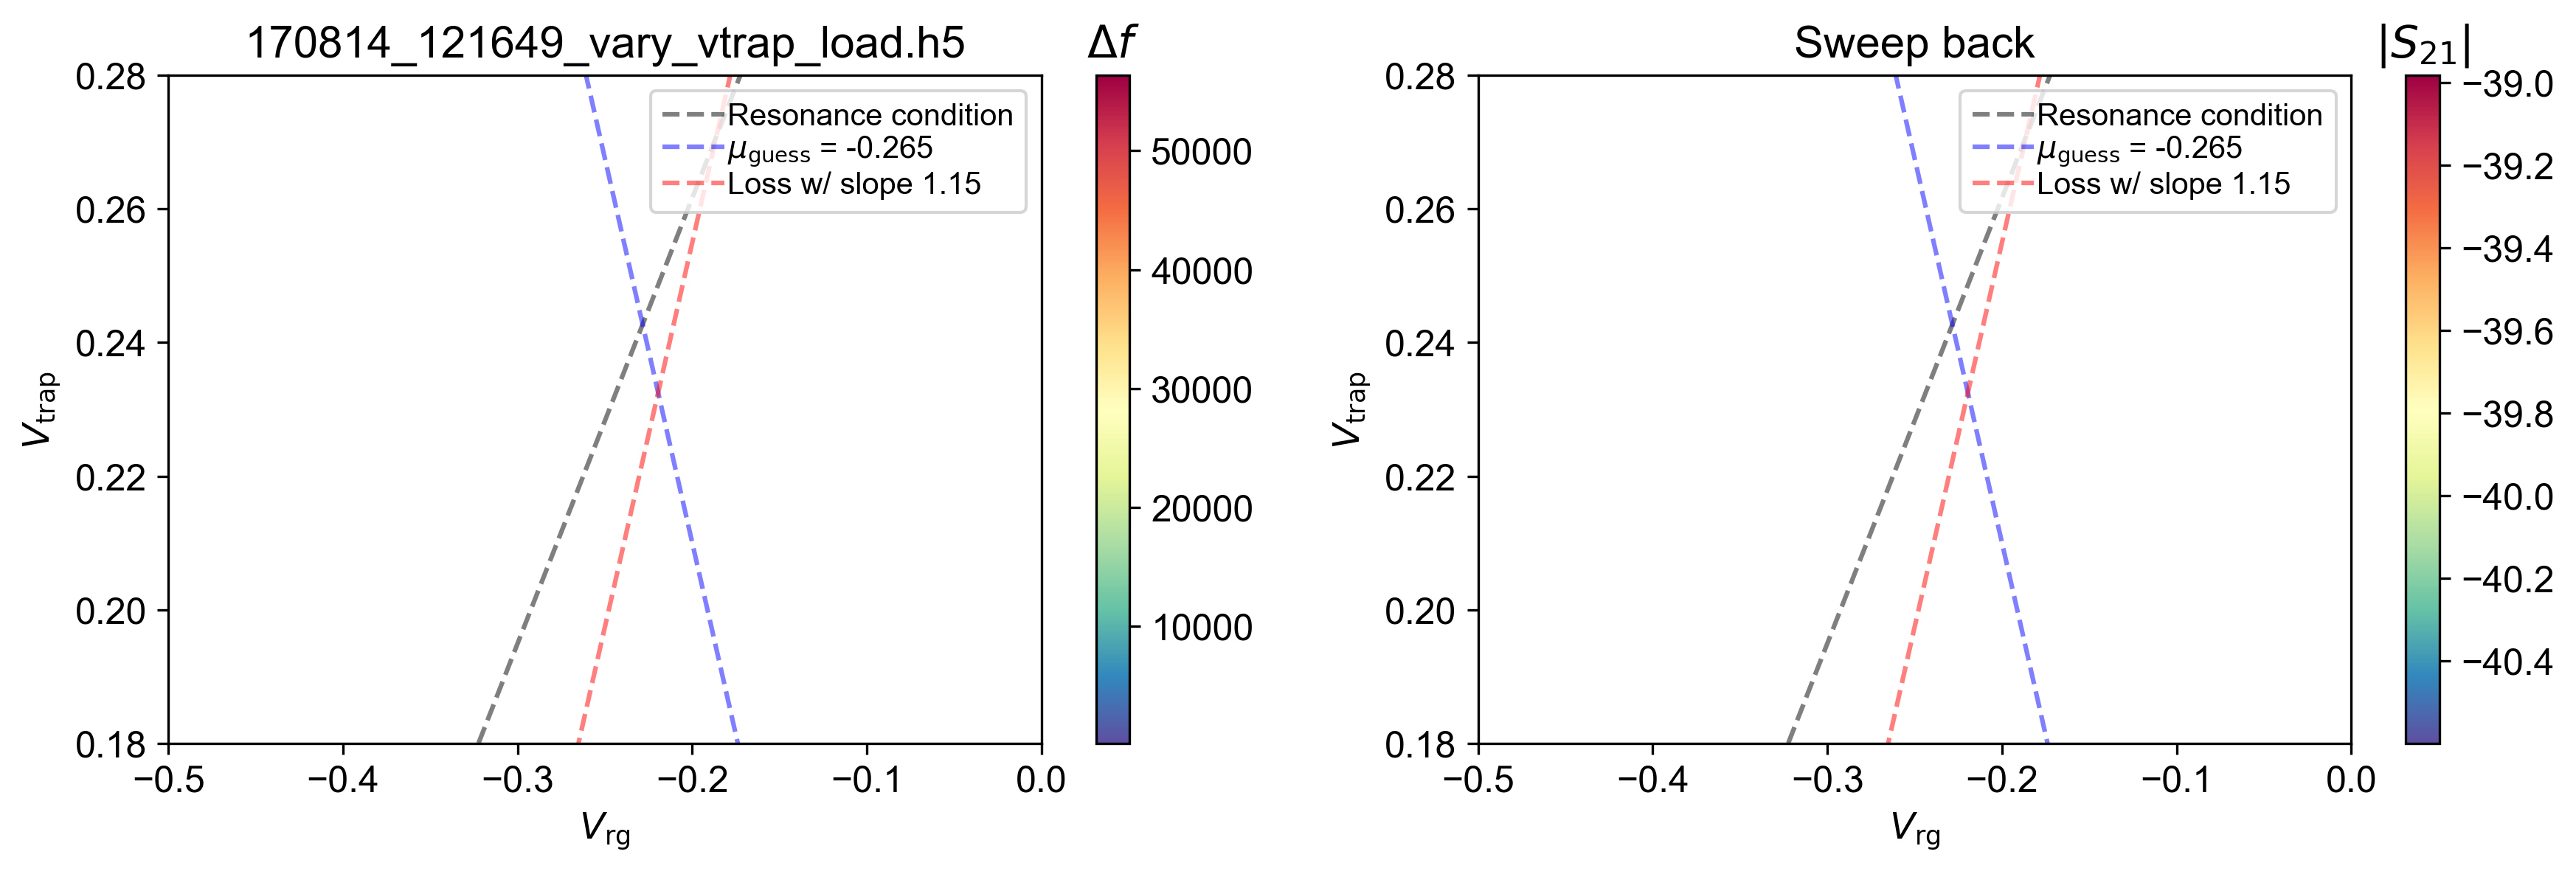 170814_121649_vary_vtrap_load.h5
Δf
0.28
0.26
0.24
0.22
0.20
0.18
V_trap
−0.5
−0.4
−0.3
−0.2
−0.1
0.0
V_rg
Resonance condition
μ_guess = -0.265
Loss w/ slope 1.15
50000
40000
30000
20000
10000
Sweep back
|S_21|
0.28
0.26
0.24
0.22
0.20
0.18
V_trap
−0.5
−0.4
−0.3
−0.2
−0.1
0.0
V_rg
Resonance condition
μ_guess = -0.265
Loss w/ slope 1.15
−39.0
−39.2
−39.4
−39.6
−39.8
−40.0
−40.2
−40.4